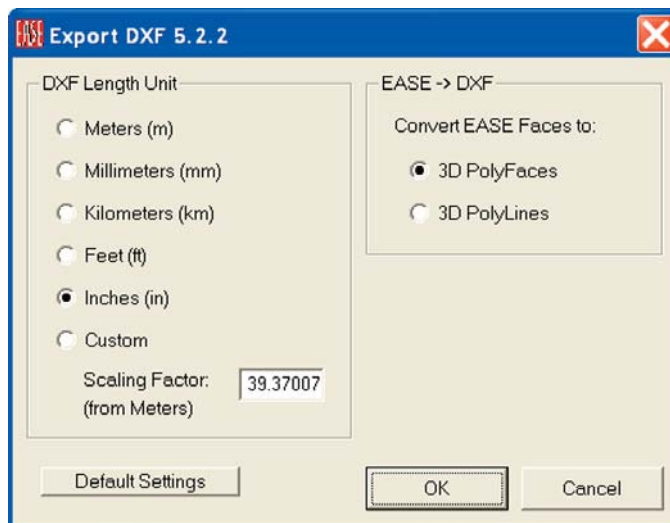 EASE Export DXF 5.2.2
DXF Length Unit
Meters (m)
Millimeters (mm)
Kilometers (km)
Feet (ft)
Inches (in)
Custom
Scaling Factor: 39.37007
(from Meters)
EASE -> DXF
Convert EASE Faces to:
3D PolyFaces
3D PolyLines
Default Settings
OK
Cancel